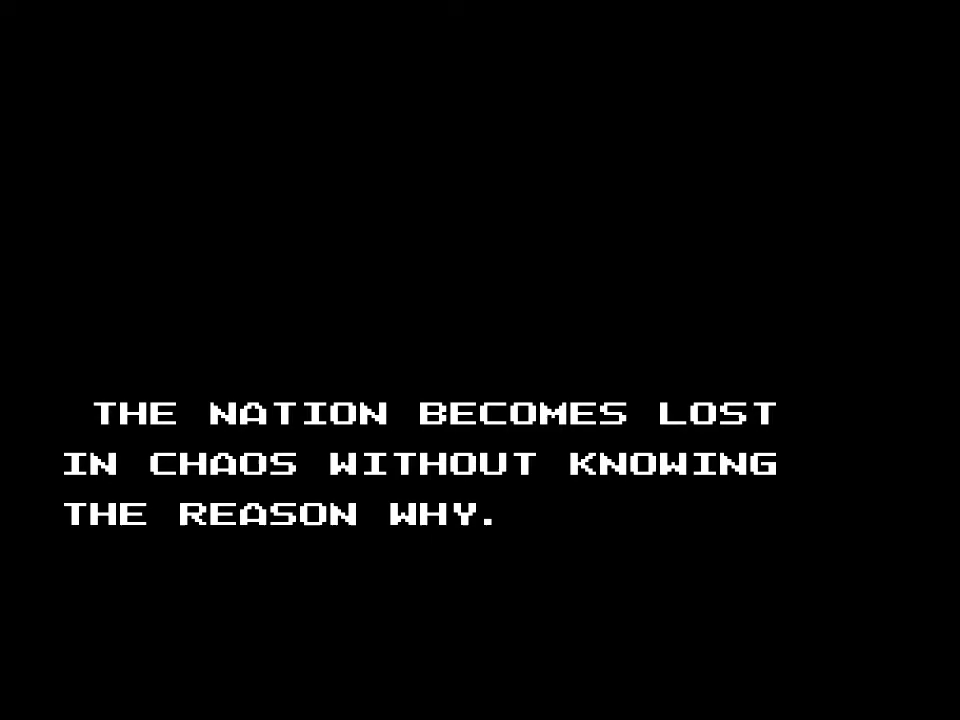 THE NATION BECOMES LOST
IN CHAOS WITHOUT KNOWING
THE REASON WHY.